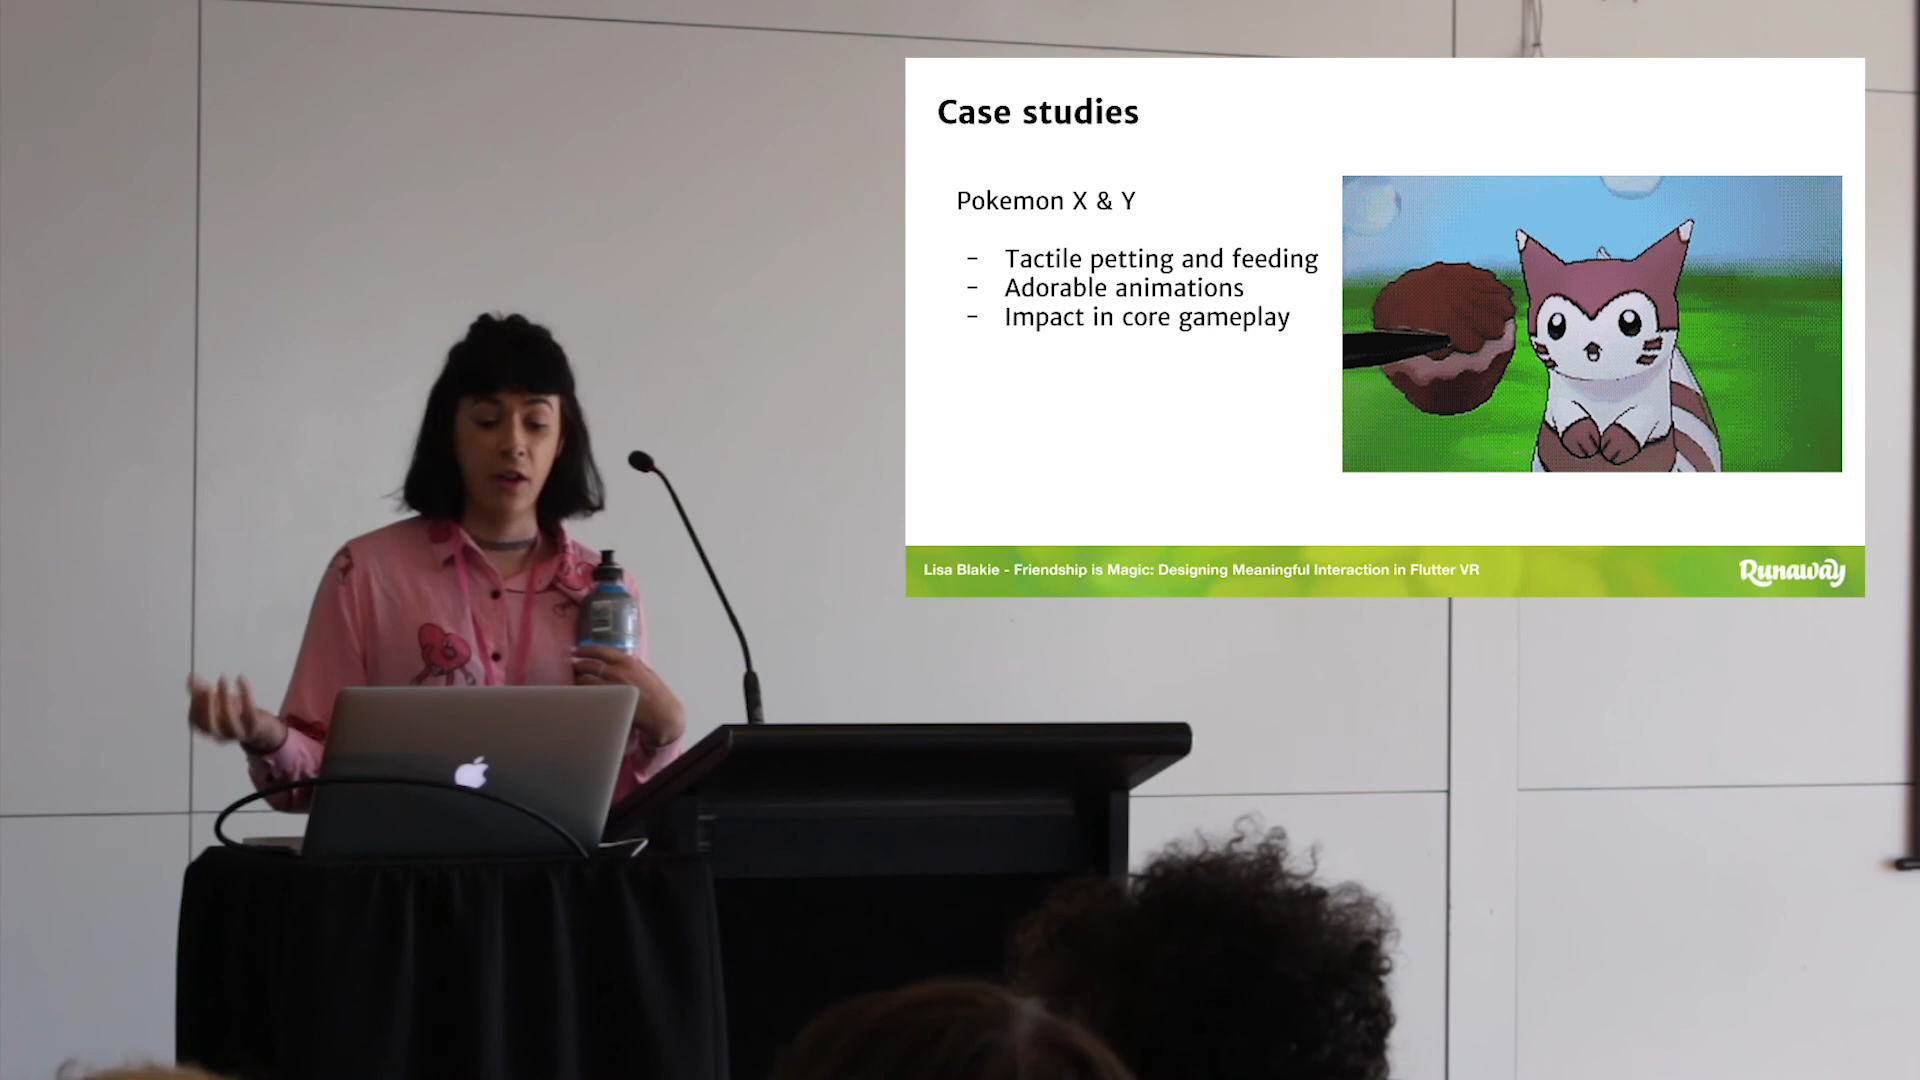 Case studies
Pokemon X & Y
- Tactile petting and feeding
- Adorable animations
- Impact in core gameplay
Lisa Blakie - Friendship is Magic: Designing Meaningful Interaction in Flutter VR
Runaway